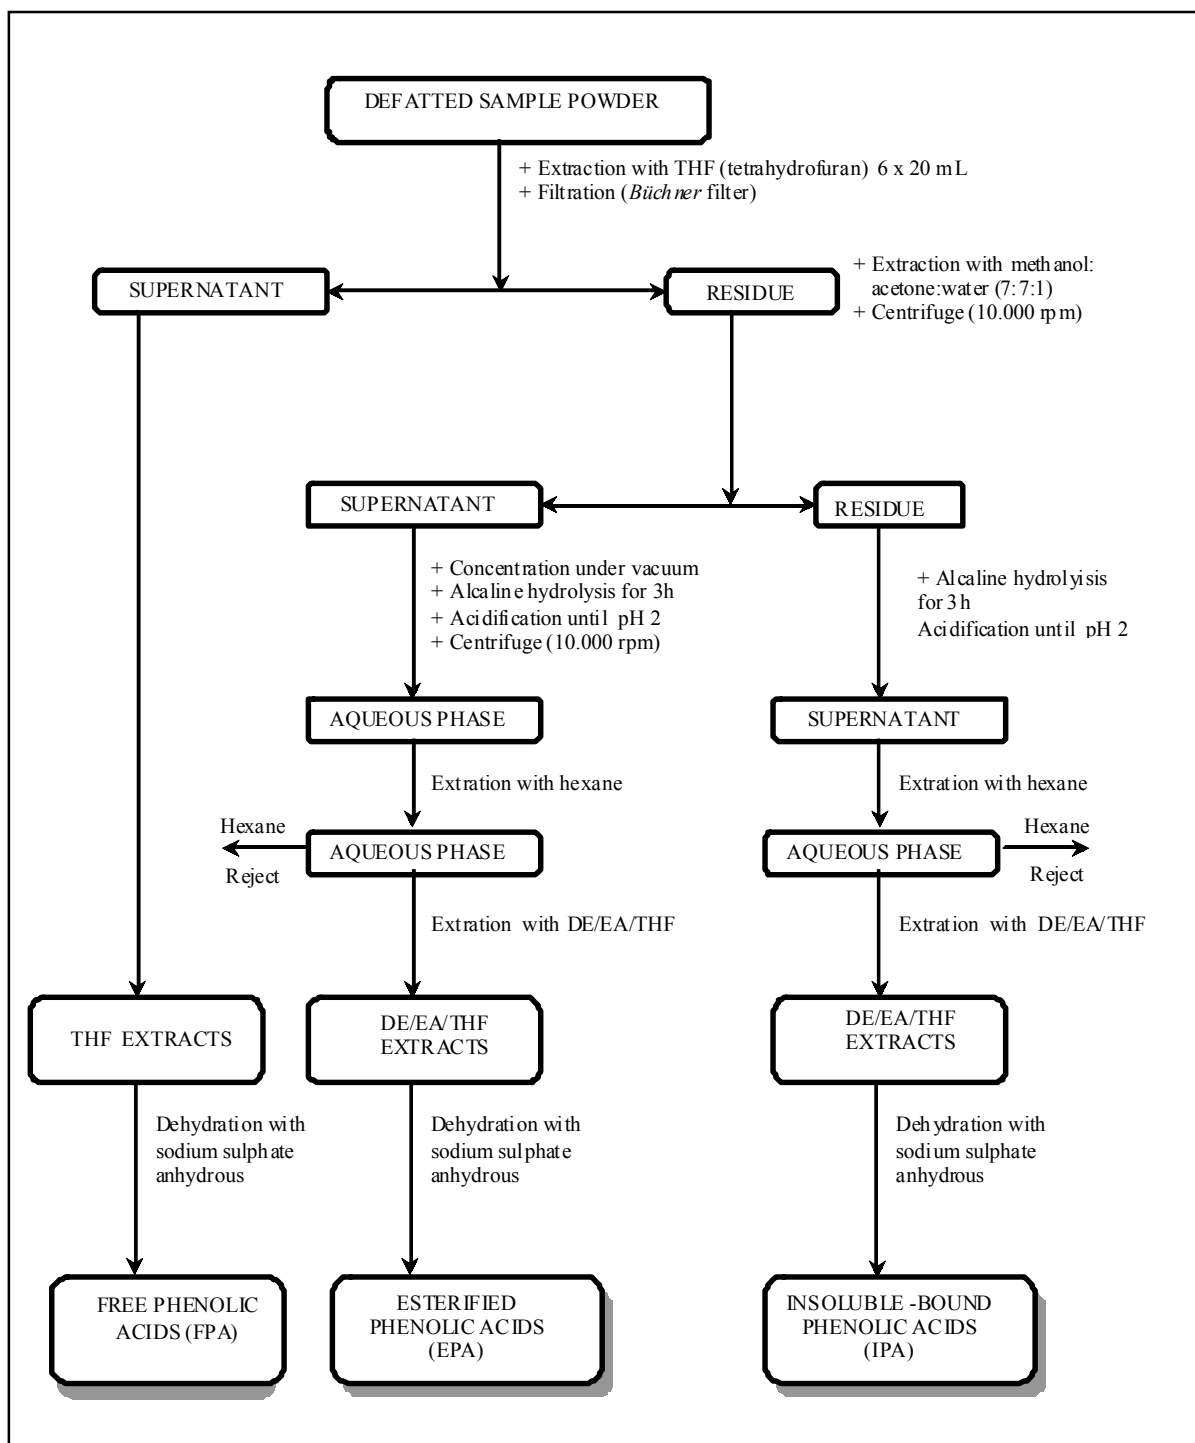 DEFATTED SAMPLE POWDER
+ Extraction with THF (tetrahydrofuran) 6 x 20 mL
+ Filtration (Büchner filter)
SUPERNATANT
RESIDUE
+ Extraction with methanol:
acetone:water (7:7:1)
+ Centrifuge (10.000 rpm)
SUPERNATANT
RESIDUE
+ Concentration under vacuum
+ Alcaline hydrolysis for 3h
+ Acidification until pH 2
+ Centrifuge (10.000 rpm)
+ Alcaline hydrolyisis
for 3h
Acidification until pH 2
AQUEOUS PHASE
SUPERNATANT
Extration with hexane
Extration with hexane
Hexane
Reject
AQUEOUS PHASE
AQUEOUS PHASE
Hexane
Reject
Extration with DE/EA/THF
Extration with DE/EA/THF
THF EXTRACTS
DE/EA/THF
EXTRACTS
DE/EA/THF
EXTRACTS
Dehydration with
sodium sulphate
anhydrous
Dehydration with
sodium sulphate
anhydrous
Dehydration with
sodium sulphate
anhydrous
FREE PHENOLIC
ACIDS (FPA)
ESTERIFIED
PHENOLIC ACIDS
(EPA)
INSOLUBLE -BOUND
PHENOLIC ACIDS
(IPA)